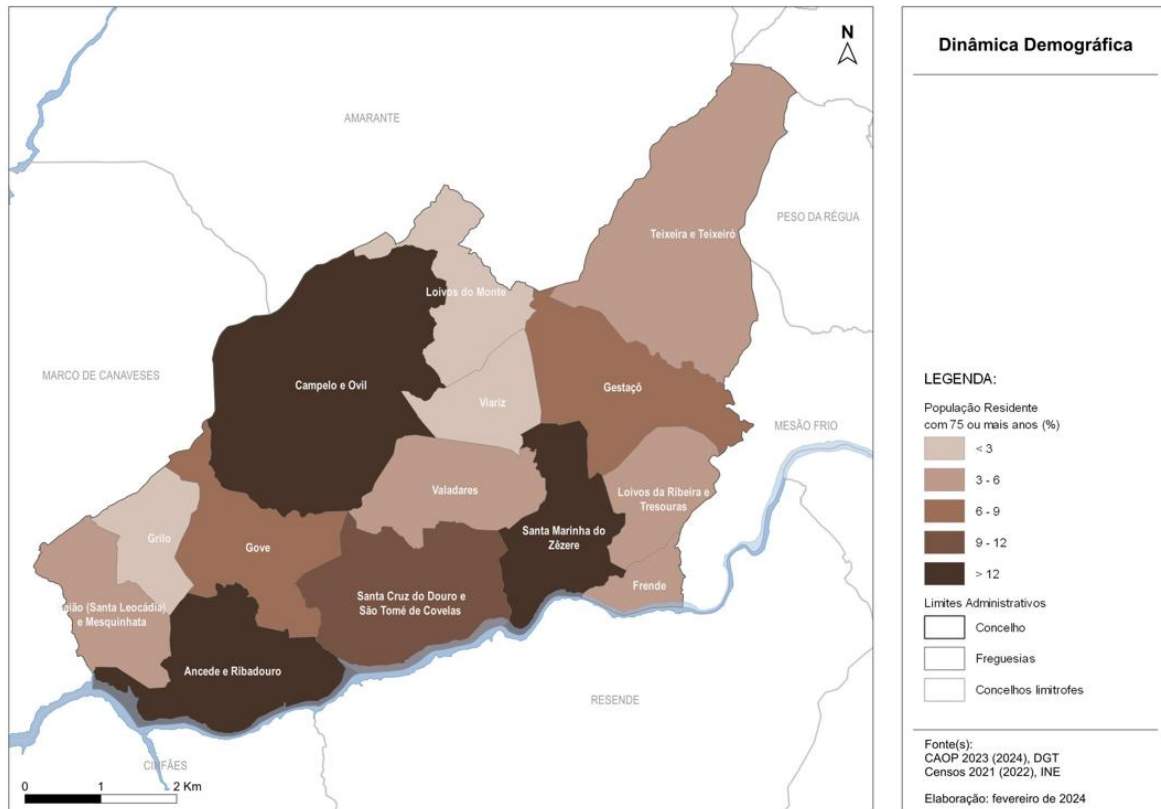 N
AMARANTE
PESO DA RÉGUA
Teixeira e Teixeiró
Loivos do Monte
MARCO DE CANAVESES
Campelo e Ovil
Gestaçô
Viariz
MESÃO FRIO
Valadares
Loivos da Ribeira e
Tresouras
Santa Marinha do
Zêzere
Grilo
Gove
Frende
Santa Cruz do Douro e
São Tomé de Covelas
(Santa Leocádia)
e Mesquinhata
Ancede e Ribadouro
RESENDE
CINFÃES
0 1 2 Km
Dinâmica Demográfica
LEGENDA:
População Residente
com 75 ou mais anos (%)
< 3
3 - 6
6 - 9
9 - 12
> 12
Limites Administrativos
Concelho
Freguesias
Concelhos limítrofes
Fonte(s):
CAOP 2023 (2024), DGT
Censos 2021 (2022), INE
Elaboração: fevereiro de 2024